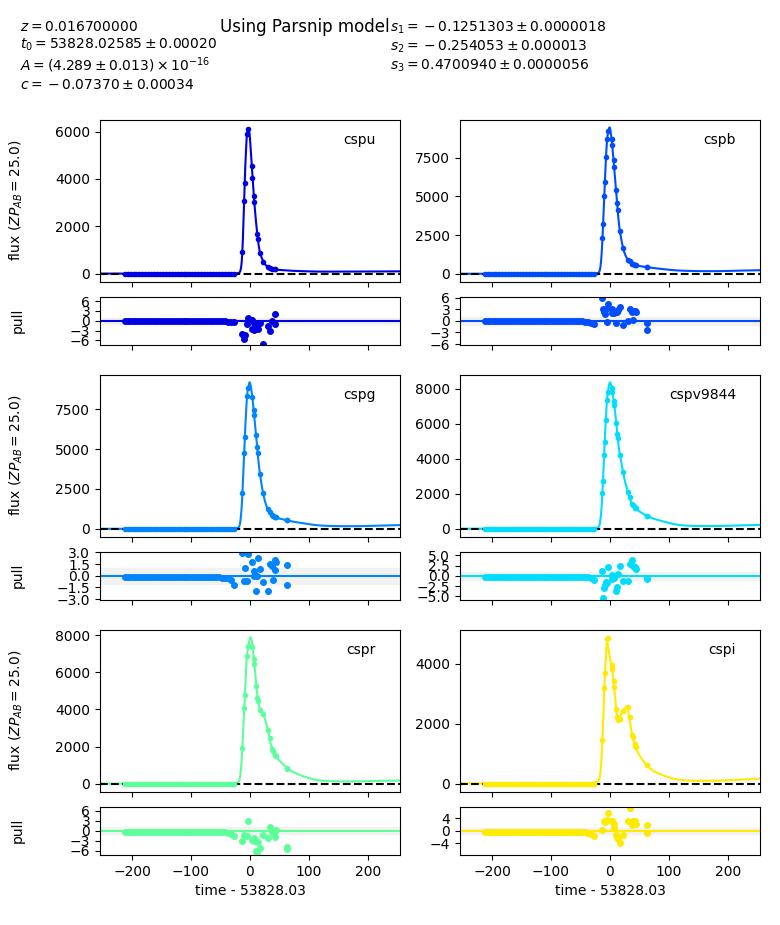 Using Parsnip model
z = 0.016700000
t₀ = 53828.02585 ± 0.00020
A = (4.289 ± 0.013) × 10⁻¹⁶
c = −0.07370 ± 0.00034
s₁ = −0.1251303 ± 0.0000018
s₂ = −0.254053 ± 0.000013
s₃ = 0.4700940 ± 0.0000056
flux (ZP_AB = 25.0)
6000
4000
2000
0
cspu
7500
5000
2500
0
cspb
pull
6
3
0
−3
−6
6
3
0
−3
−6
flux (ZP_AB = 25.0)
7500
5000
2500
0
cspg
8000
6000
4000
2000
0
cspv9844
pull
3.0
1.5
0.0
−1.5
−3.0
5.0
2.5
0.0
−2.5
−5.0
flux (ZP_AB = 25.0)
8000
6000
4000
2000
0
cspr
4000
2000
0
cspi
pull
6
3
0
−3
−6
4
0
−4
−200 −100 0 100 200
time - 53828.03
−200 −100 0 100 200
time - 53828.03